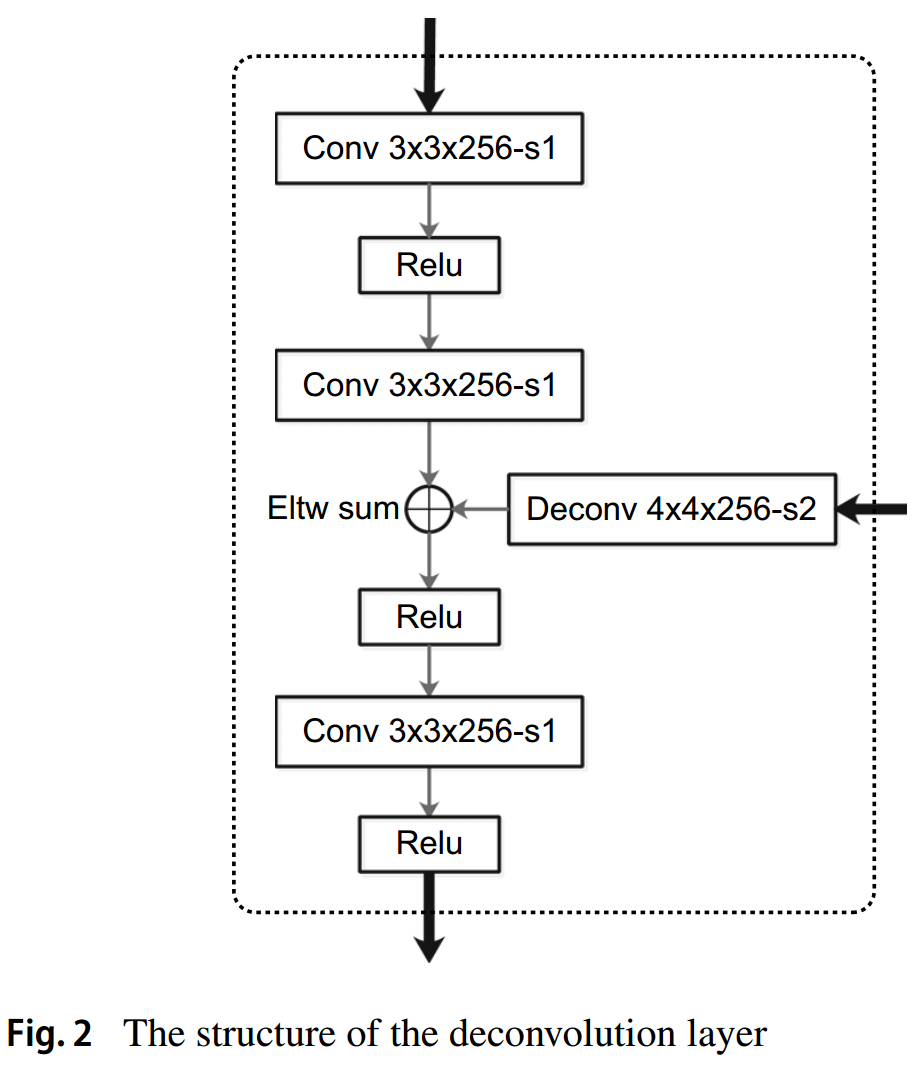 Conv 3x3x256-s1
Relu
Conv 3x3x256-s1
Eltw sum
Deconv 4x4x256-s2
Relu
Conv 3x3x256-s1
Relu
Fig. 2 The structure of the deconvolution layer